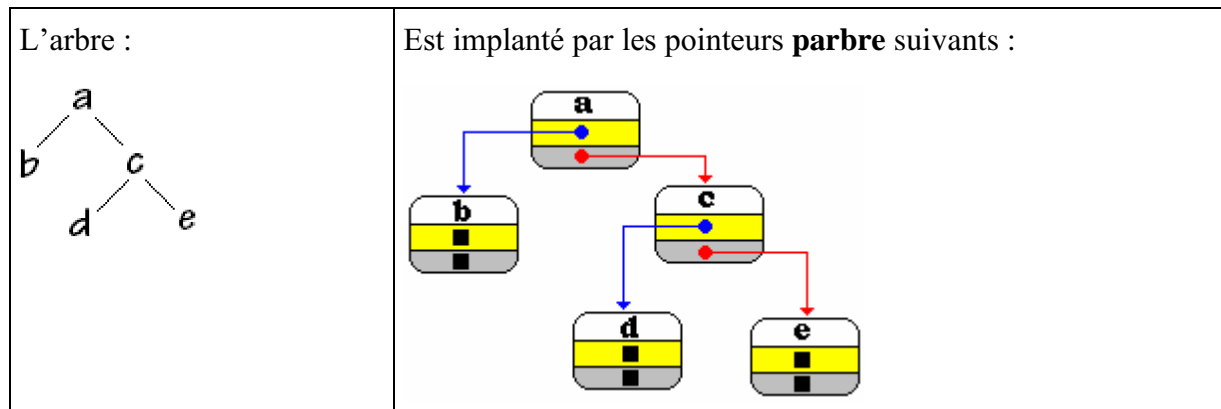 L’arbre :
a
b c
d e
Est implanté par les pointeurs parbre suivants :
a
b
c
d
e